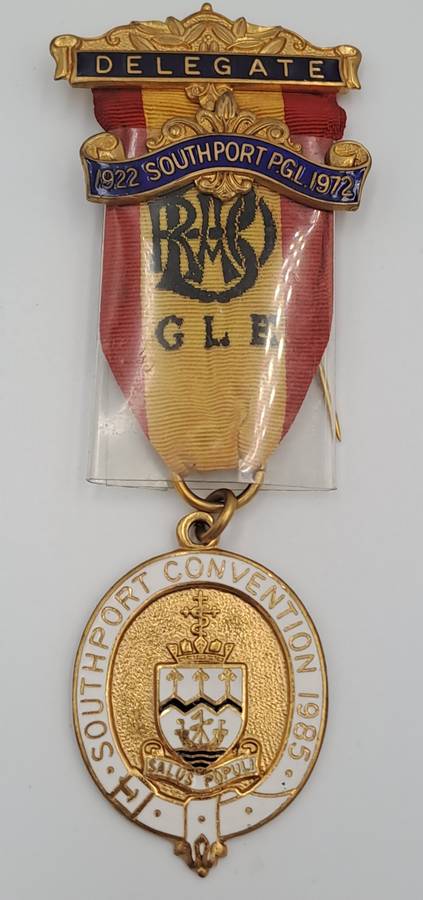 DELEGATE
1922 SOUTHPORT P.G.L. 1972
RAOB
G L E
· SOUTHPORT CONVENTION 1985 ·
SALUS POPULI